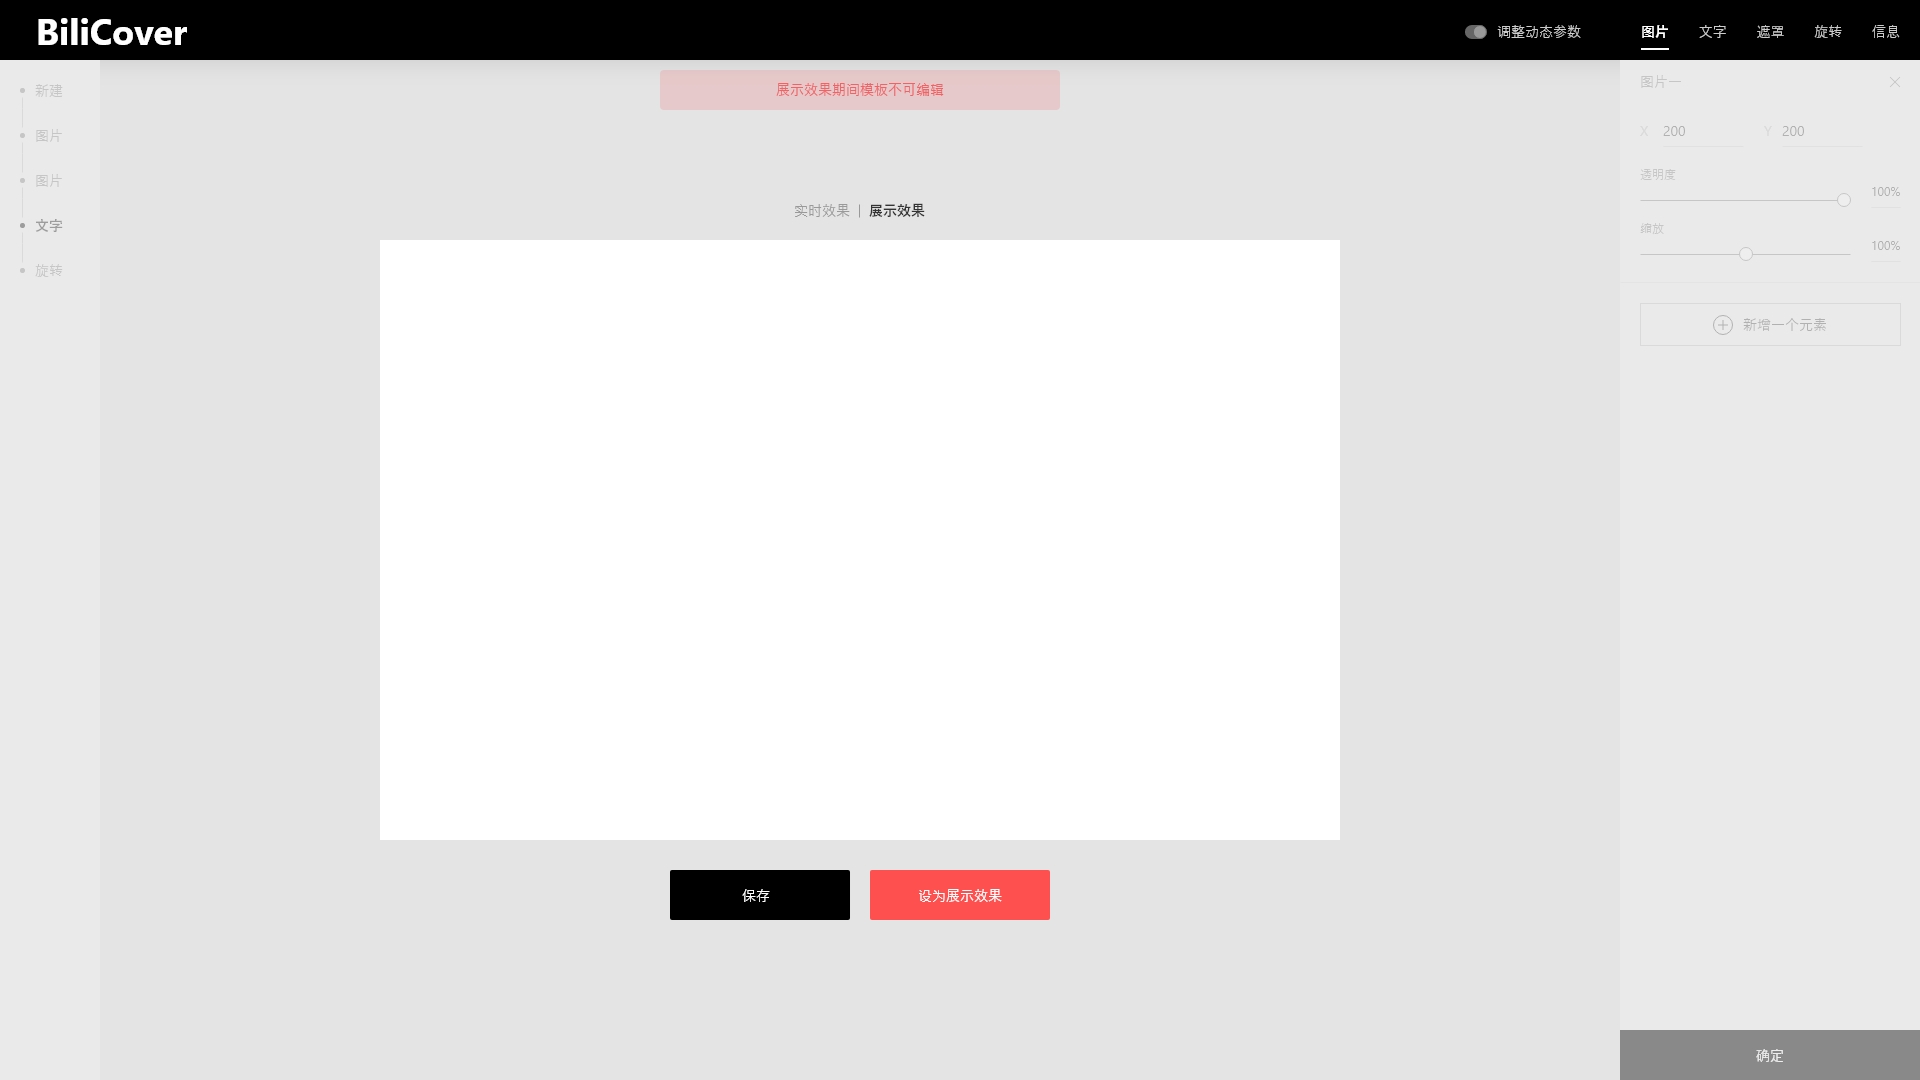 BiliCover
调整动态参数
图片 文字 遮罩 旋转 信息
新建
图片
图片
文字
旋转
展示效果期间模板不可编辑
实时效果 | 展示效果
保存
设为展示效果
图片一
X 200 Y 200
透明度
100%
缩放
100%
新增一个元素
确定